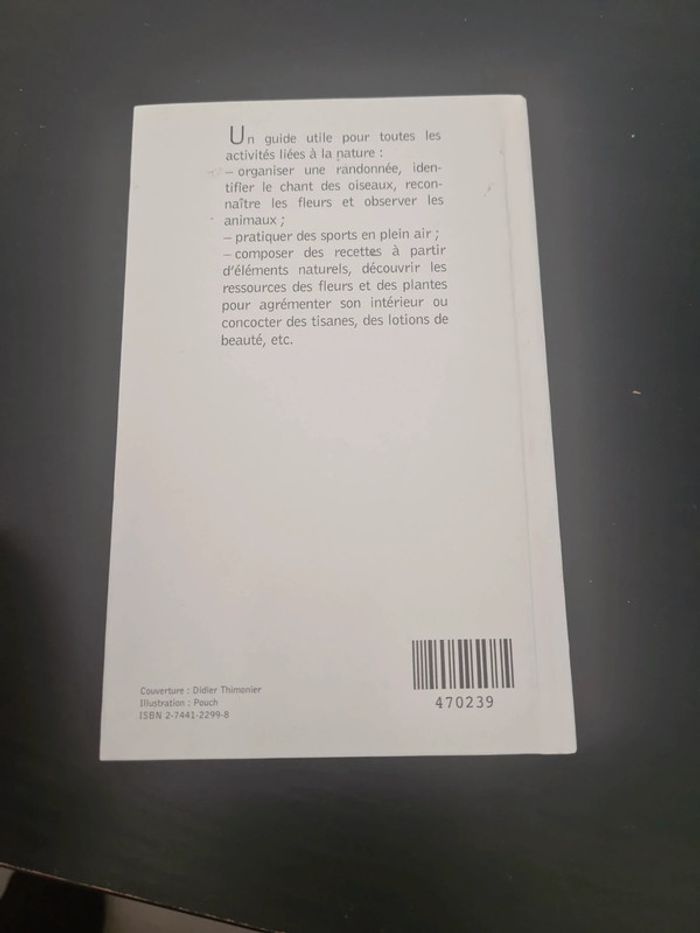 Un guide utile pour toutes les
activités liées à la nature :
– organiser une randonnée, iden-
tifier le chant des oiseaux, recon-
naître les fleurs et observer les
animaux ;
– pratiquer des sports en plein air ;
– composer des recettes à partir
d'éléments naturels, découvrir les
ressources des fleurs et des plantes
pour agrémenter son intérieur ou
concocter des tisanes, des lotions de
beauté, etc.
Couverture : Didier Thimonier
Illustration : Pouch
ISBN 2-7441-2299-8
470239